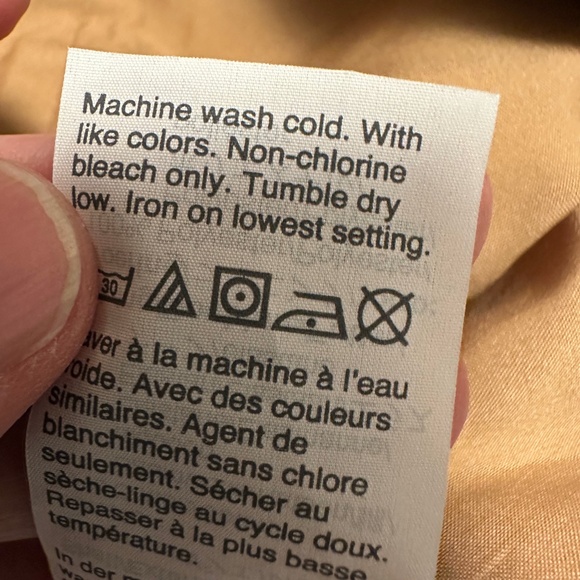 Machine wash cold. With
like colors. Non-chlorine
bleach only. Tumble dry
low. Iron on lowest setting.
30
à la machine à l'eau
Avec des couleurs
similaires. Agent de
blanchiment sans chlore
seulement. Sécher au
sèche-linge au cycle doux.
Repasser à la plus basse
température.
In der